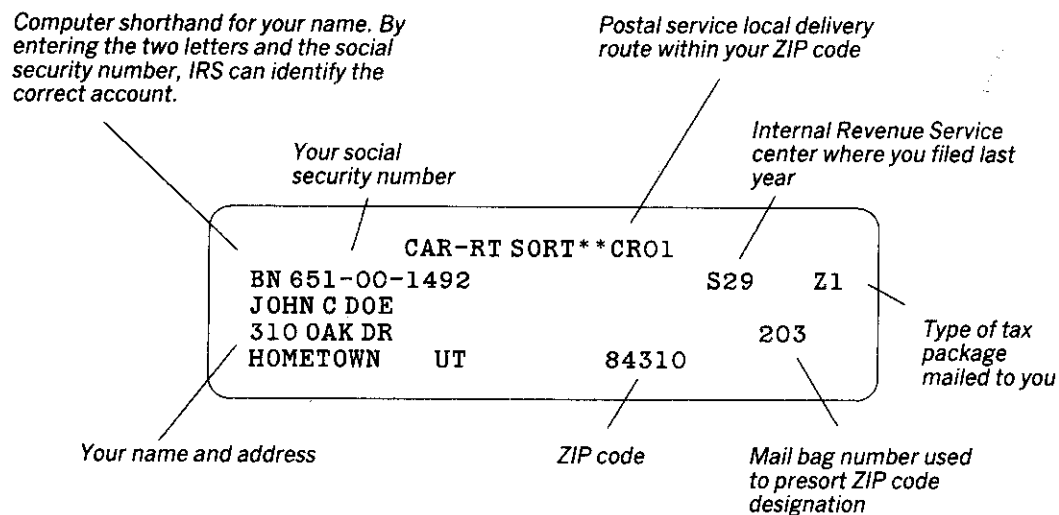 Computer shorthand for your name. By
entering the two letters and the social
security number, IRS can identify the
correct account.
Postal service local delivery
route within your ZIP code
Your social
security number
Internal Revenue Service
center where you filed last
year
CAR-RT SORT**CR01
BN 651-00-1492 S29 Z1
JOHN C DOE
310 OAK DR 203
HOMETOWN UT 84310
Type of tax
package
mailed to you
Your name and address
ZIP code
Mail bag number used
to presort ZIP code
designation